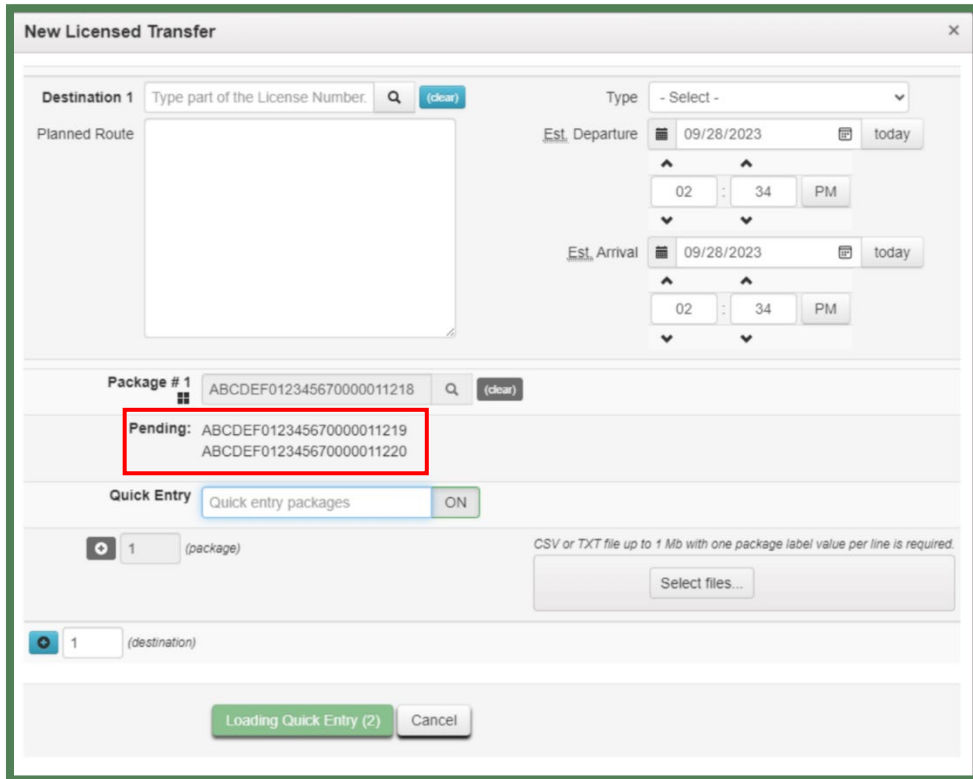 New Licensed Transfer ×
Destination 1 Type part of the License Number. (clear) Type - Select -
Planned Route Est. Departure 09/28/2023 today
02 : 34 PM
Est. Arrival 09/28/2023 today
02 : 34 PM
Package # 1 ABCDEF012345670000011218 (clear)
Pending: ABCDEF012345670000011219
ABCDEF012345670000011220
Quick Entry Quick entry packages ON
1 (package) CSV or TXT file up to 1 Mb with one package label value per line is required.
Select files...
1 (destination)
Loading Quick Entry (2) Cancel